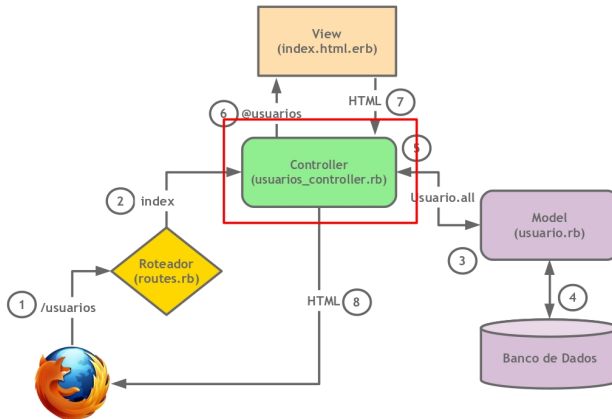 View
(index.html.erb)
6 @usuarios
HTML 7
5
Controller
(usuarios_controller.rb)
2 index
Usuario.all
Model
(usuario.rb)
Roteador
(routes.rb)
3
4
1 /usuarios
HTML 8
Banco de Dados